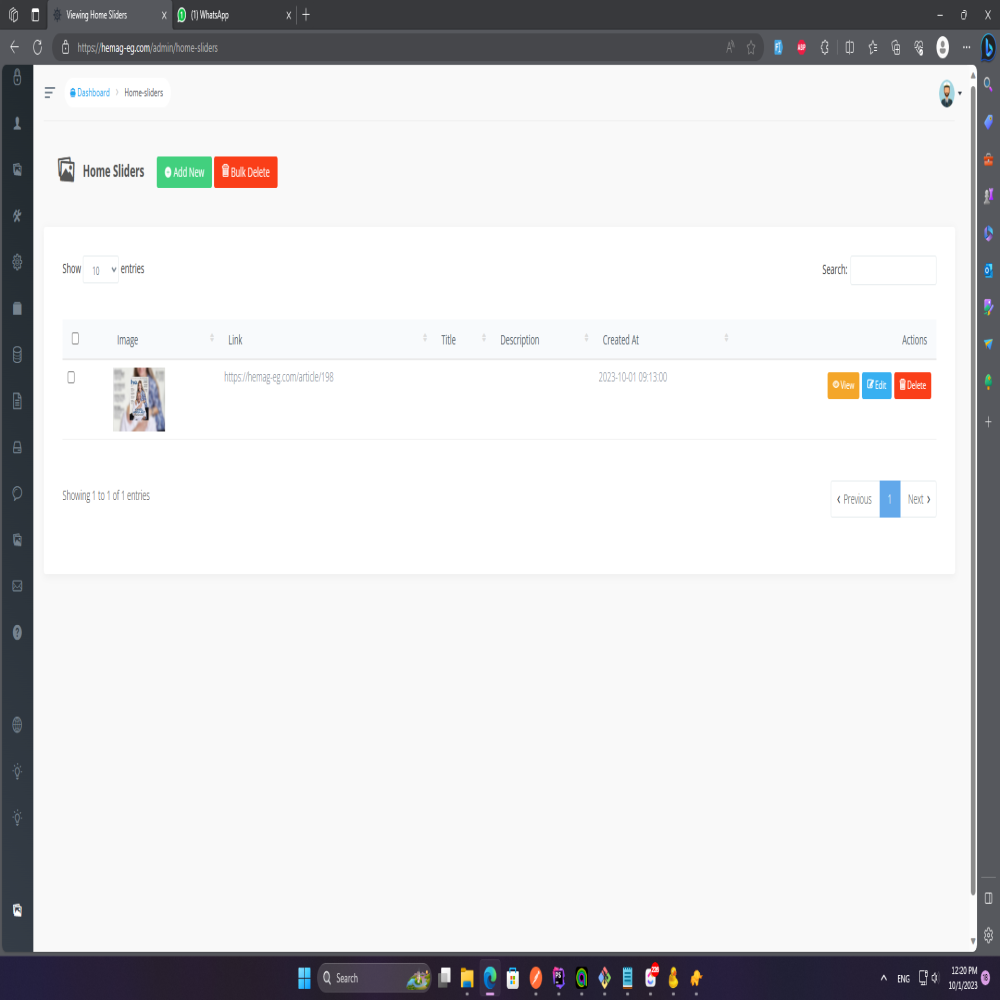 Viewing Home Sliders
(1) WhatsApp
https://hemag-eg.com/admin/home-sliders
Dashboard
Home-sliders
Home Sliders
Add New
Bulk Delete
Show 10 entries
Search:
Image
Link
Title
Description
Created At
Actions
https://hemag-eg.com/article/198
2023-10-01 09:13:00
View
Edit
Delete
Showing 1 to 1 of 1 entries
‹ Previous
1
Next ›
Search
ENG
12:20 PM
10/1/2023